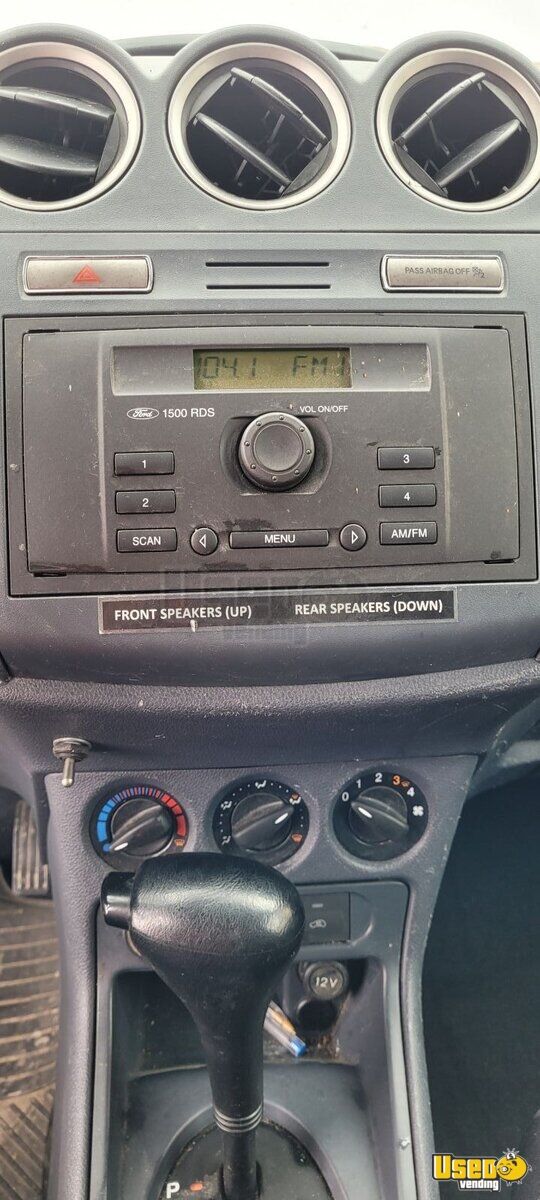 PASS AIRBAG OFF 2
104.1 FM1
Ford 1500 RDS
VOL ON/OFF
1 3
2 4
SCAN MENU AM/FM
FRONT SPEAKERS (UP) REAR SPEAKERS (DOWN)
0 1 2 3 4
12V
P
Used
vending